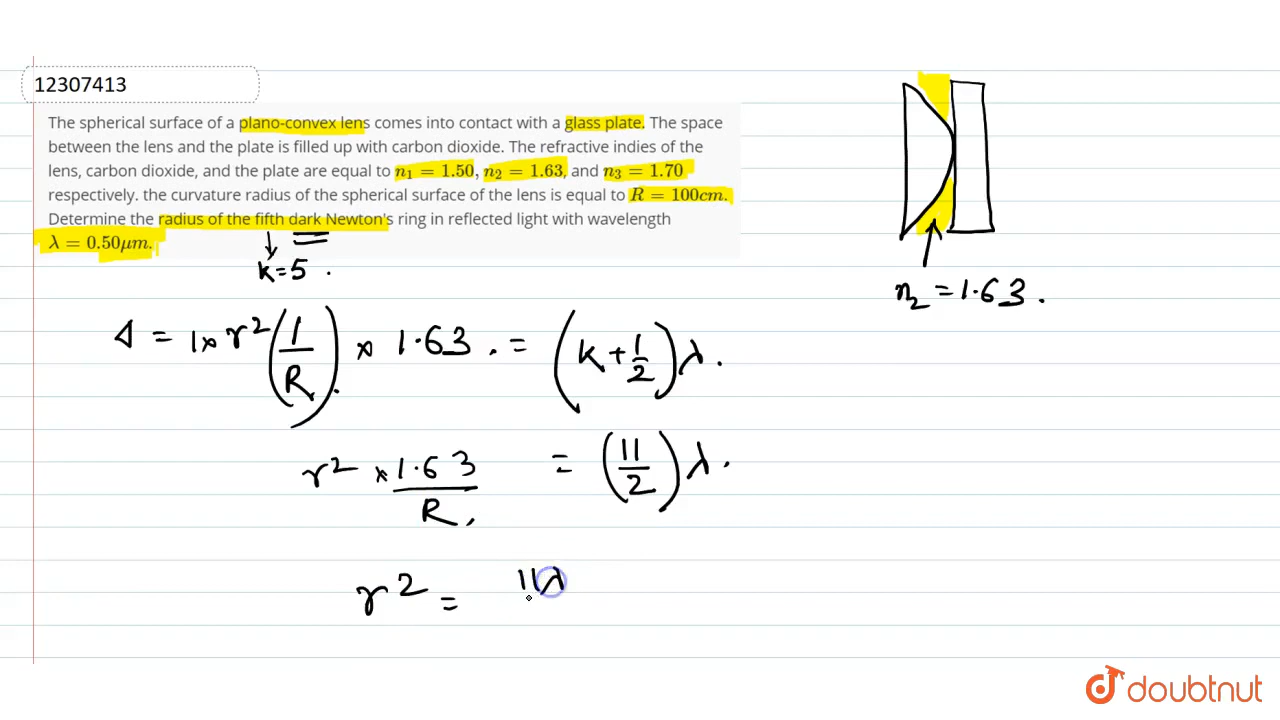 12307413
The spherical surface of a plano-convex lens comes into contact with a glass plate. The space
between the lens and the plate is filled up with carbon dioxide. The refractive indies of the
lens, carbon dioxide, and the plate are equal to n₁ = 1.50, n₂ = 1.63, and n₃ = 1.70
respectively. the curvature radius of the spherical surface of the lens is equal to R = 100cm.
Determine the radius of the fifth dark Newton's ring in reflected light with wavelength
λ = 0.50μm.
k=5 .
n₂ = 1.63 .
Δ = 1× r² (1/R) × 1.63 . = (k + 1/2) λ .
r² × 1.63/R = (11/2) λ .
r² = 11λ
doubtnut